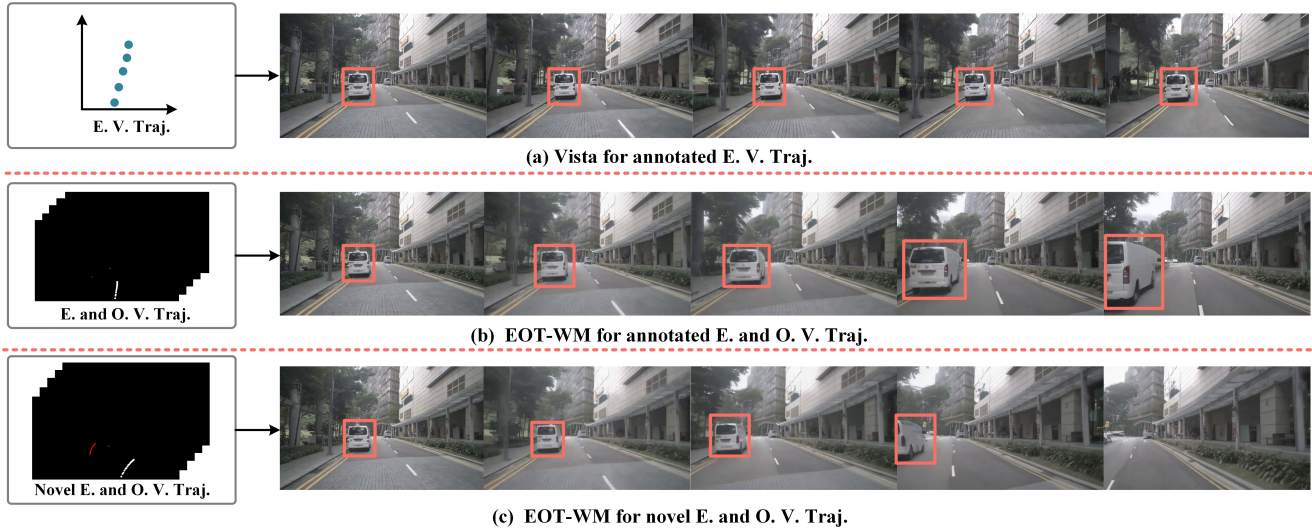 E. V. Traj.
(a) Vista for annotated E. V. Traj.
E. and O. V. Traj.
(b) EOT-WM for annotated E. and O. V. Traj.
Novel E. and O. V. Traj.
(c) EOT-WM for novel E. and O. V. Traj.